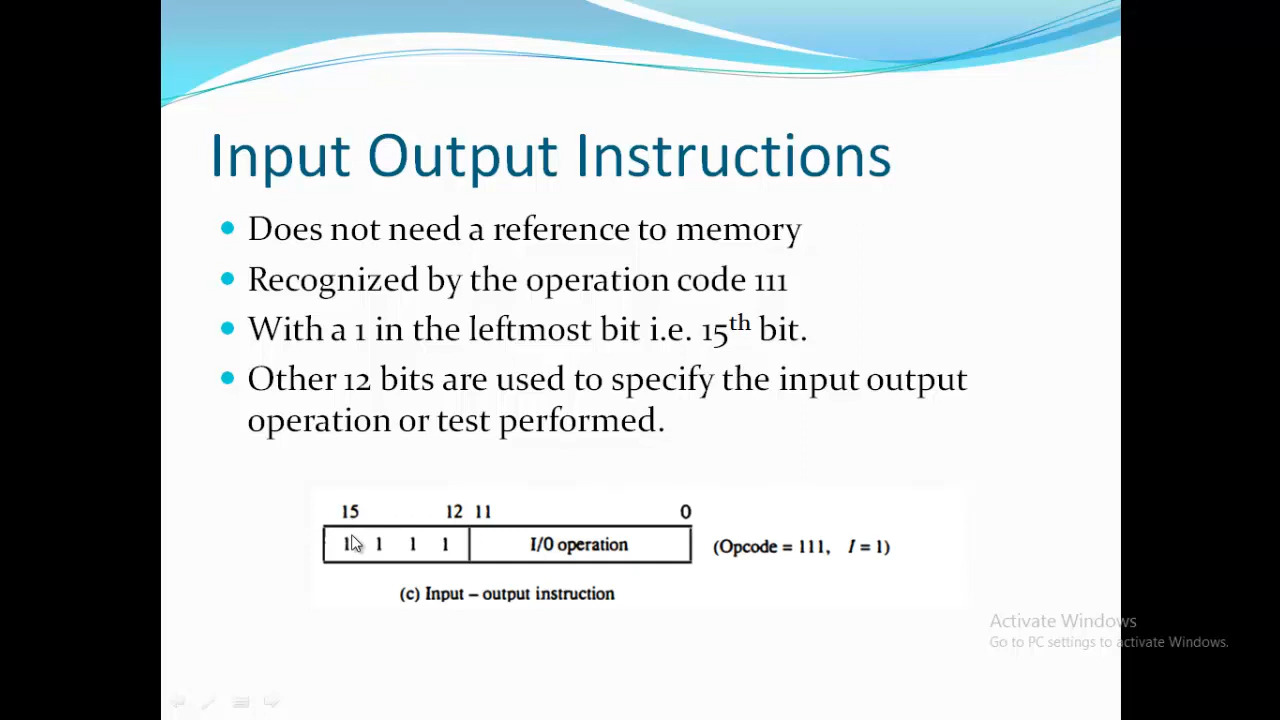 Input Output Instructions
• Does not need a reference to memory
• Recognized by the operation code 111
• With a 1 in the leftmost bit i.e. 15th bit.
• Other 12 bits are used to specify the input output
operation or test performed.
15 12 11 0
1 1 1 1 I/0 operation (Opcode = 111, I = 1)
(c) Input – output instruction
Activate Windows
Go to PC settings to activate Windows.